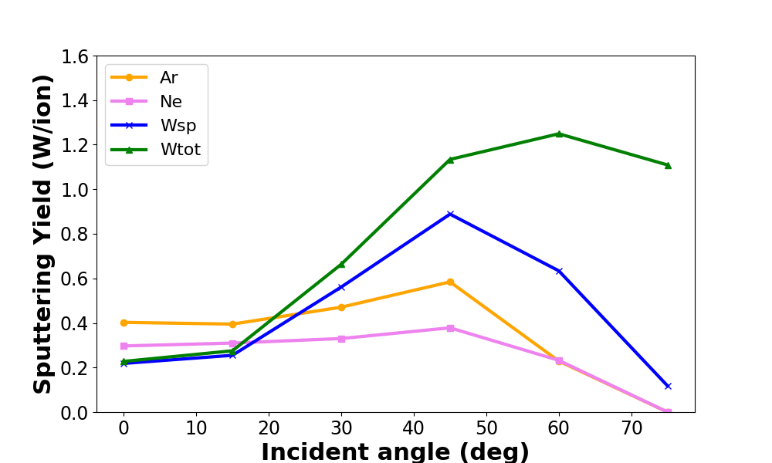 1.6
1.4
1.2
1.0
0.8
0.6
0.4
0.2
0.0
Sputtering Yield (W/ion)
Ar
Ne
Wsp
Wtot
0 10 20 30 40 50 60 70
Incident angle (deg)